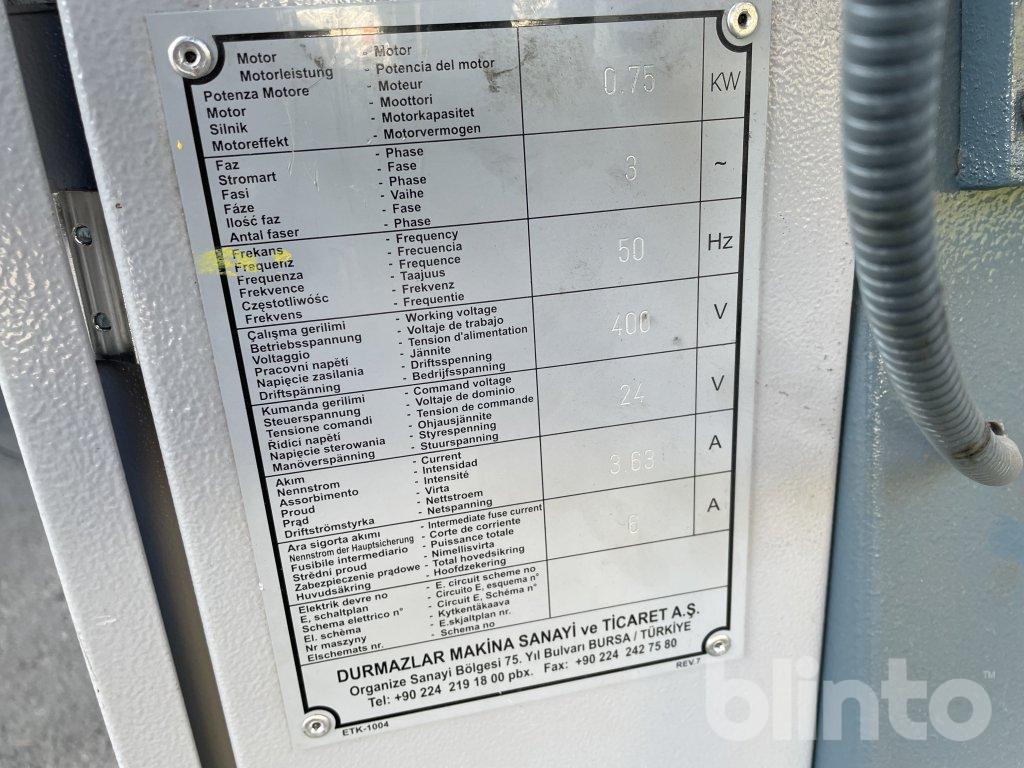 Motor - Motor
Motorleistung - Potencia del motor
Potenza Motore - Moteur
Motor - Moottori
Silnik - Motorkapasitet
Motoreffekt - Motorvermogen
0.75 KW
Faz - Phase
Stromart - Fase
Fasi - Phase
Fáze - Vaihe
Ilość faz - Fase
Antal faser - Phase
3 ~
Frekans - Frequency
Frequenz - Frecuencia
Frequenza - Frequence
Frekvence - Taajuus
Częstotliwość - Frekvenz
Frekvens - Frequentie
50 Hz
Çalışma gerilimi - Working voltage
Betriebsspannung - Voltaje de trabajo
Voltaggio - Tension d'alimentation
Pracovni napěti - Jännite
Napięcie zasilania - Driftsspenning
Driftspänning - Bedrijfsspanning
400 V
Kumanda gerilimi - Command voltage
Steuerspannung - Voltaje de dominio
Tensione comandi - Tension de commande
Řidici napěti - Ohjausjännite
Napięcie sterowania - Styrespenning
Manöverspänning - Stuurspanning
24 V
Akım - Current
Nennstrom - Intensidad
Assorbimento - Intensité
Proud - Virta
Prąd - Nettstroem
Driftströmstyrka - Netspanning
3.63 A
Ara sigorta akımı - Intermediate fuse current
Nennstrom der Hauptsicherung - Corte de corriente
Fusibile intermediario - Puissance totale
Strèdni proud - Nimellisvirta
Zabezpieczenie prądowe - Total hovedsikring
Huvudsäkring - Hoofdzekering
6 A
Elektrik devre no - E. circuit scheme no
E, schaltplan - Circuito E, esquema n°
Schema elettrico n° - Circuit E, Schéma n°
El. schèma - Kytkentäkaava
Nr maszyny - E.skjaltplan nr.
Elschemats nr. - Schema no
DURMAZLAR MAKİNA SANAYİ ve TİCARET A.Ş.
Organize Sanayi Bölgesi 75. Yıl Bulvarı BURSA / TÜRKİYE
Tel: +90 224 219 18 00 pbx. Fax: +90 224 242 75 80
ETK-1004 REV.7
blinto™